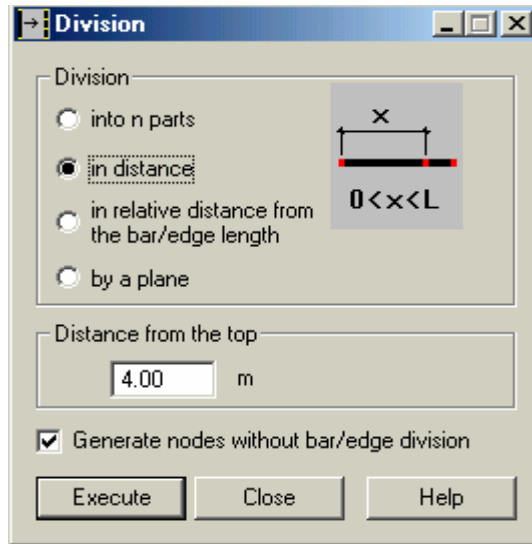 Division
Division
into n parts
in distance
in relative distance from
the bar/edge length
by a plane
x
0<x<L
Distance from the top
4.00 m
Generate nodes without bar/edge division
Execute Close Help